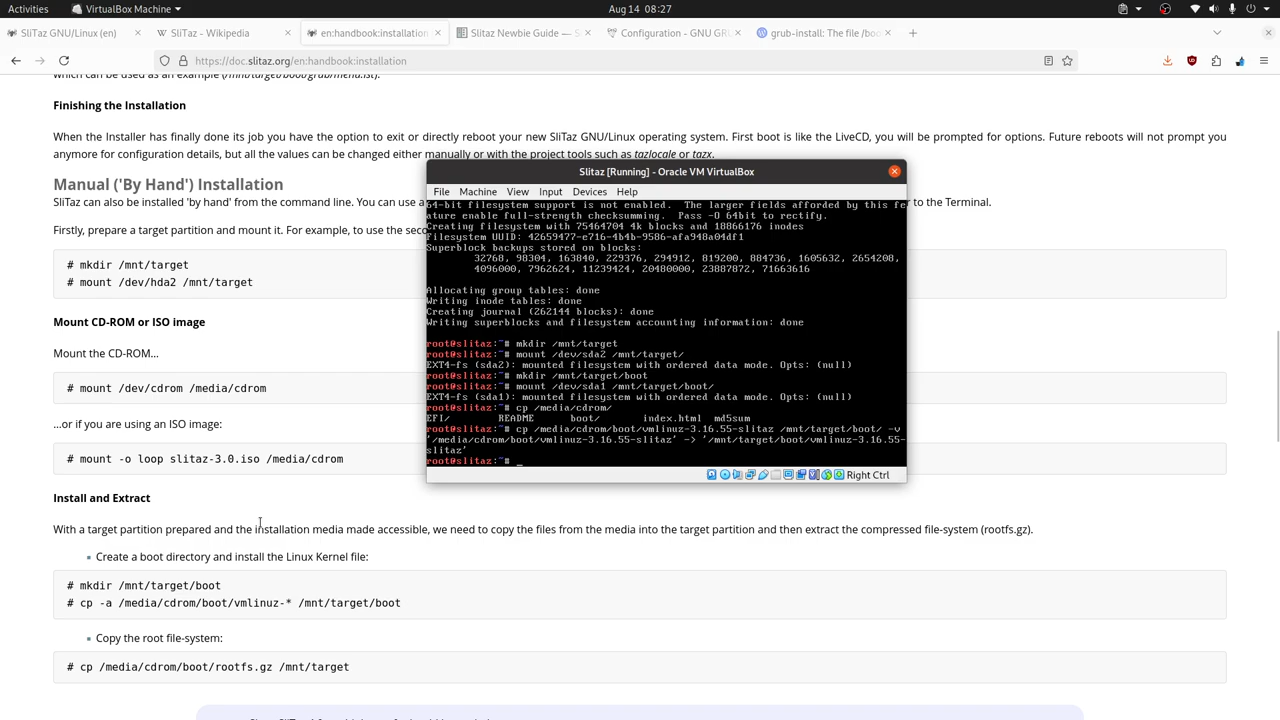 Activities
VirtualBox Machine
Aug 14 08:27
SliTaz GNU/Linux (en)
SliTaz - Wikipedia
en:handbook:installation
Slitaz Newbie Guide — S
Configuration - GNU GRU
grub-install: The file /boo
https://doc.slitaz.org/en:handbook:installation
which can be used as an example (/mnt/target/boot/grub/menu.lst).
Finishing the Installation
When the Installer has finally done its job you have the option to exit or directly reboot your new SliTaz GNU/Linux operating system. First boot is like the LiveCD, you will be prompted for options. Future reboots will not prompt you
anymore for configuration details, but all the values can be changed either manually or with the project tools such as tazlocale or tazx.
Manual ('By Hand') Installation
SliTaz can also be installed 'by hand' from the command line. You can use a
y to the Terminal.
Firstly, prepare a target partition and mount it. For example, to use the seco
# mkdir /mnt/target
# mount /dev/hda2 /mnt/target
Mount CD-ROM or ISO image
Mount the CD-ROM...
# mount /dev/cdrom /media/cdrom
...or if you are using an ISO image:
# mount -o loop slitaz-3.0.iso /media/cdrom
Install and Extract
With a target partition prepared and the installation media made accessible, we need to copy the files from the media into the target partition and then extract the compressed file-system (rootfs.gz).
Create a boot directory and install the Linux Kernel file:
# mkdir /mnt/target/boot
# cp -a /media/cdrom/boot/vmlinuz-* /mnt/target/boot
Copy the root file-system:
# cp /media/cdrom/boot/rootfs.gz /mnt/target
Slitaz [Running] - Oracle VM VirtualBox
File Machine View Input Devices Help
64-bit filesystem support is not enabled.  The larger fields afforded by this fe
ature enable full-strength checksumming.  Pass -O 64bit to rectify.
Creating filesystem with 75464704 4k blocks and 18866176 inodes
Filesystem UUID: 42659477-e716-4b4b-9586-afa948a04df1
Superblock backups stored on blocks:
32768, 98304, 163840, 229376, 294912, 819200, 884736, 1605632, 2654208,
4096000, 7962624, 11239424, 20480000, 23887872, 71663616
Allocating group tables: done
Writing inode tables: done
Creating journal (262144 blocks): done
Writing superblocks and filesystem accounting information: done
root@slitaz:~# mkdir /mnt/target
root@slitaz:~# mount /dev/sda2 /mnt/target/
EXT4-fs (sda2): mounted filesystem with ordered data mode. Opts: (null)
root@slitaz:~# mkdir /mnt/target/boot
root@slitaz:~# mount /dev/sda1 /mnt/target/boot/
EXT4-fs (sda1): mounted filesystem with ordered data mode. Opts: (null)
root@slitaz:~# cp /media/cdrom/
EFI/ README boot/ index.html md5sum
root@slitaz:~# cp /media/cdrom/boot/vmlinuz-3.16.55-slitaz /mnt/target/boot/ -v
'/media/cdrom/boot/vmlinuz-3.16.55-slitaz' -> '/mnt/target/boot/vmlinuz-3.16.55-
slitaz'
root@slitaz:~# _
Right Ctrl